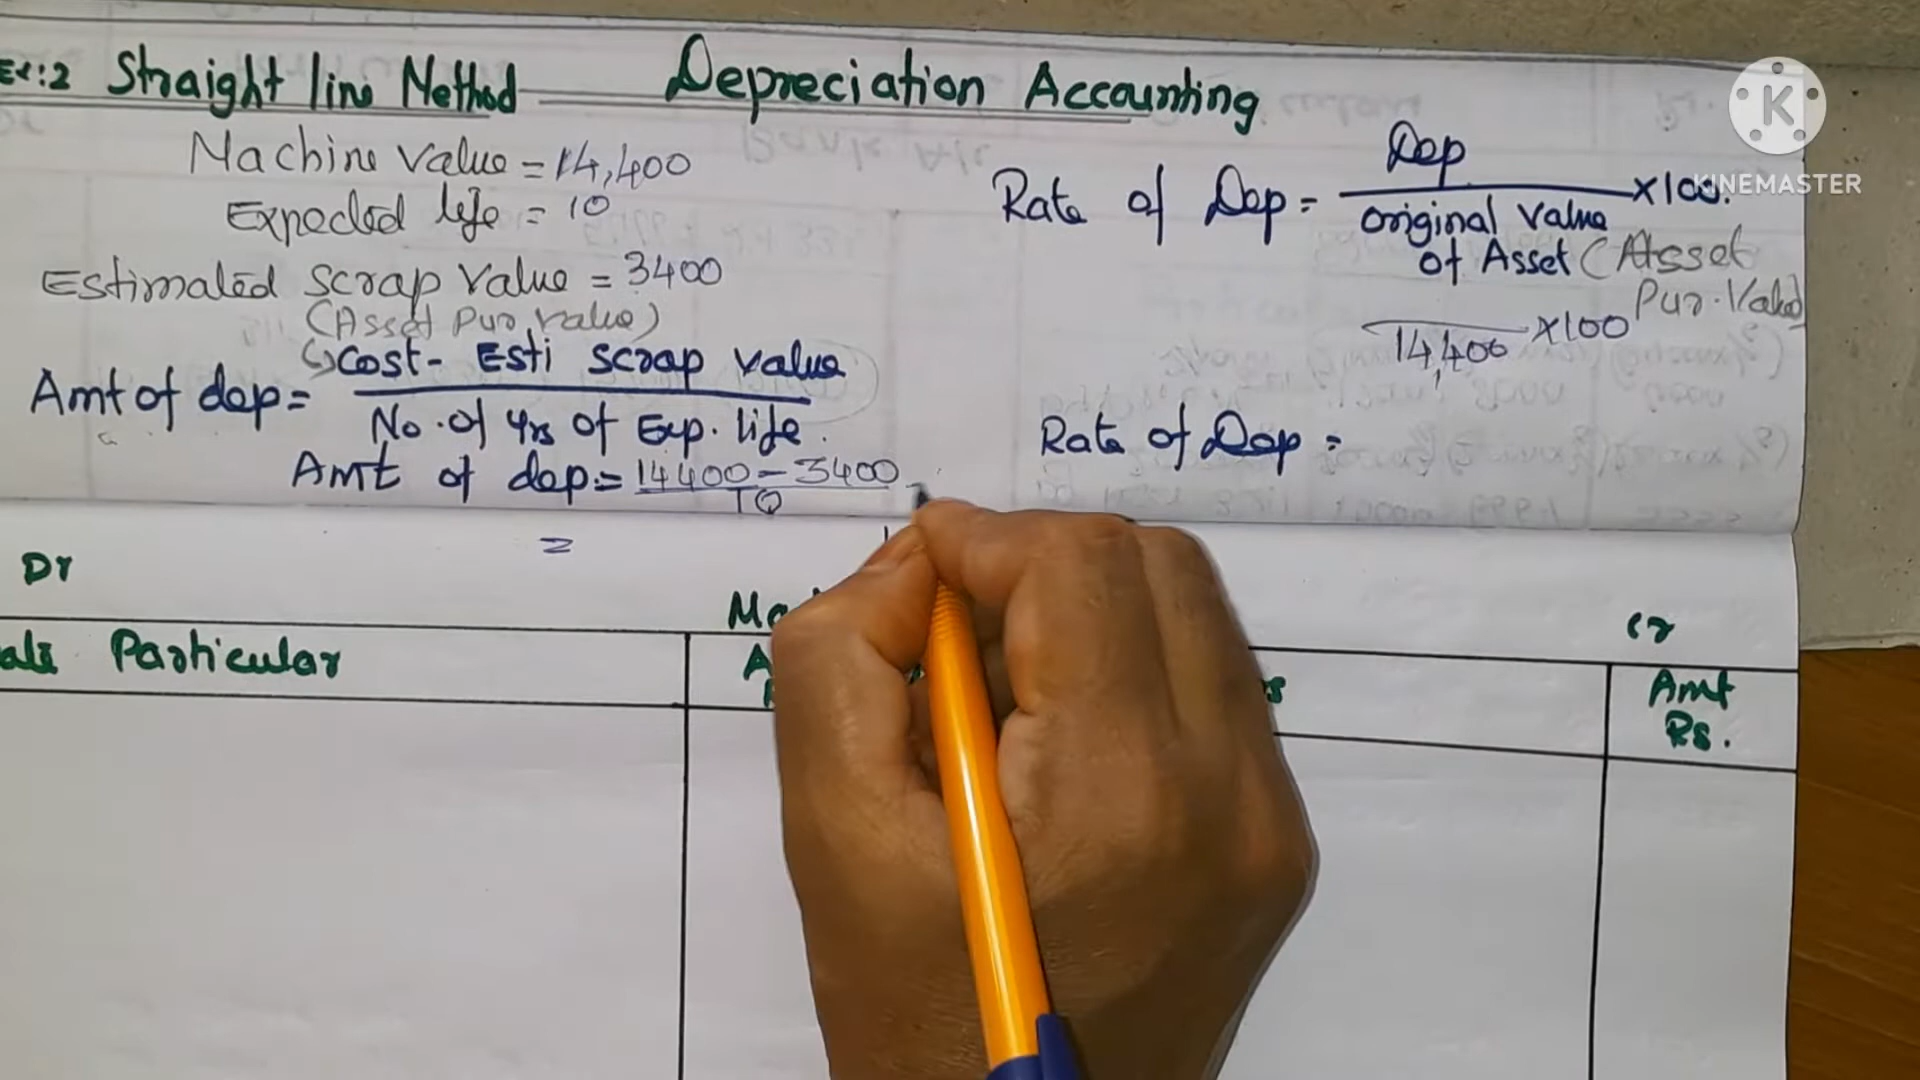 Ex:2 Straight line Method Depreciation Accounting
Machine value = 14,400
Expected life = 10
Estimated scrap value = 3400
(Asset Pur. value)
Amt of dep = Cost - Esti scrap value
No. of Yrs of Exp. life.
Amt of dep = 14400 - 3400
10
=
Rate of Dep = Dep x100.
original value
of Asset (Asset
Pur. Value)
14,400 x100
Rate of Dep =
KINEMASTER
Dr
Cr
Particular
Amt
Rs.